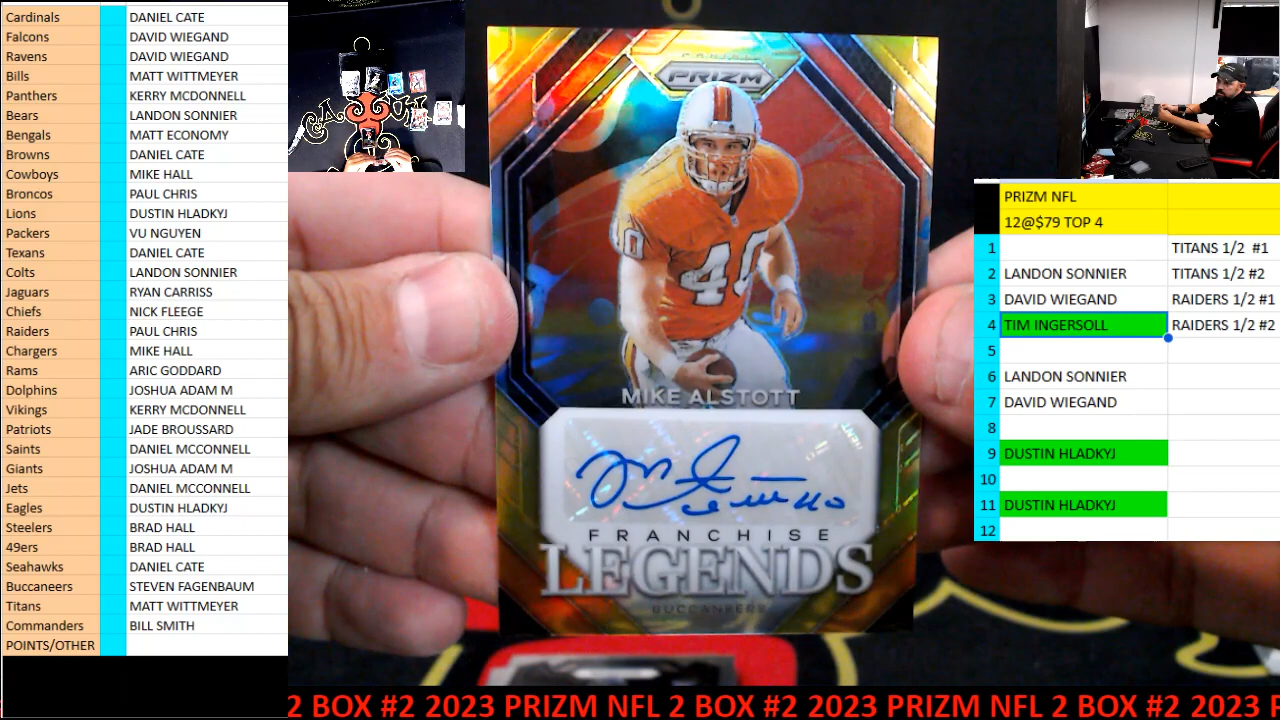 Cardinals DANIEL CATE
Falcons DAVID WIEGAND
Ravens DAVID WIEGAND
Bills MATT WITTMEYER
Panthers KERRY MCDONNELL
Bears LANDON SONNIER
Bengals MATT ECONOMY
Browns DANIEL CATE
Cowboys MIKE HALL
Broncos PAUL CHRIS
Lions DUSTIN HLADKYJ
Packers VU NGUYEN
Texans DANIEL CATE
Colts LANDON SONNIER
Jaguars RYAN CARRISS
Chiefs NICK FLEEGE
Raiders PAUL CHRIS
Chargers MIKE HALL
Rams ARIC GODDARD
Dolphins JOSHUA ADAM M
Vikings KERRY MCDONNELL
Patriots JADE BROUSSARD
Saints DANIEL MCCONNELL
Giants JOSHUA ADAM M
Jets DANIEL MCCONNELL
Eagles DUSTIN HLADKYJ
Steelers BRAD HALL
49ers BRAD HALL
Seahawks DANIEL CATE
Buccaneers STEVEN FAGENBAUM
Titans MATT WITTMEYER
Commanders BILL SMITH
POINTS/OTHER
PANINI
PRIZM
40
40
MIKE ALSTOTT
FRANCHISE
LEGENDS
BUCCANEERS
PRIZM NFL
12@$79 TOP 4
1 TITANS 1/2 #1
2 LANDON SONNIER TITANS 1/2 #2
3 DAVID WIEGAND RAIDERS 1/2 #1
4 TIM INGERSOLL RAIDERS 1/2 #2
5
6 LANDON SONNIER
7 DAVID WIEGAND
8
9 DUSTIN HLADKYJ
10
11 DUSTIN HLADKYJ
12
2 BOX #2 2023 PRIZM NFL 2 BOX #2 2023 PRIZM NFL 2 BOX #2 2023